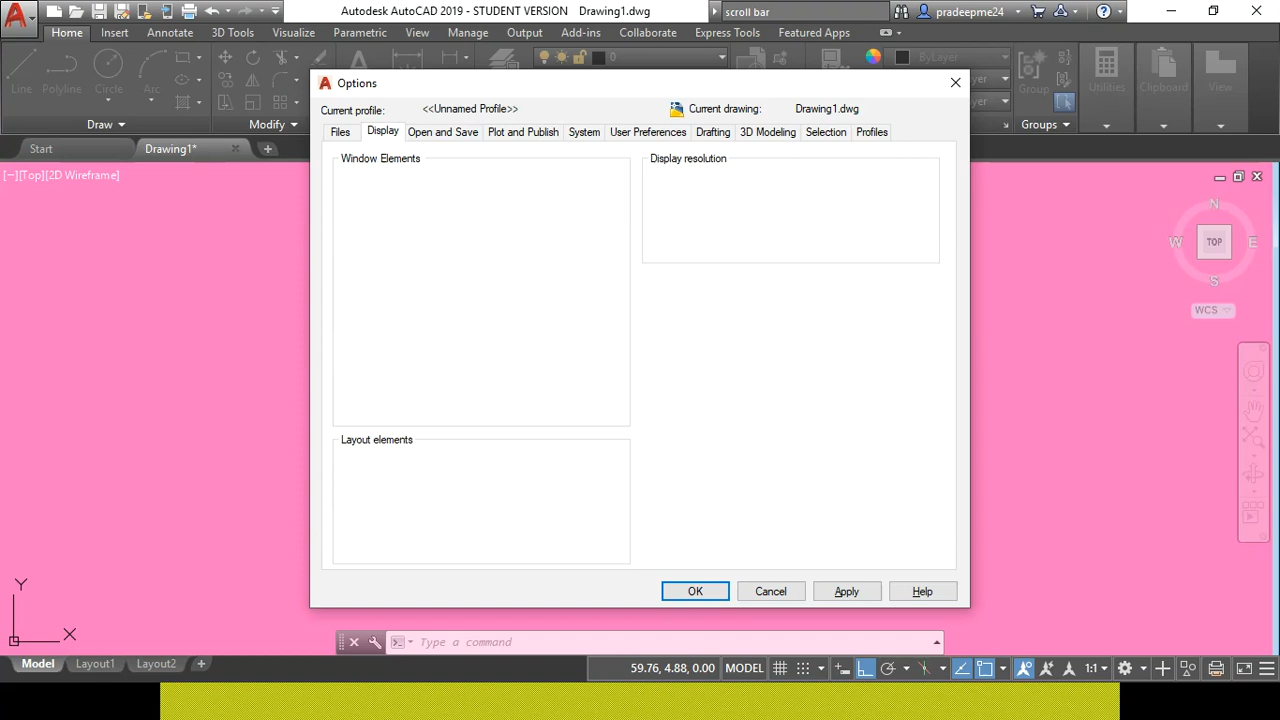 Autodesk AutoCAD 2019 - STUDENT VERSION Drawing1.dwg
scroll bar
pradeepme24
Home Insert Annotate 3D Tools Visualize Parametric View Manage Output Add-ins Collaborate Express Tools Featured Apps
0
ByLayer
Line Polyline Circle Arc
Group
Utilities Clipboard View
Draw Modify Groups
Start Drawing1*
[−][Top][2D Wireframe]
Options
Current profile: <<Unnamed Profile>> Current drawing: Drawing1.dwg
Files Display Open and Save Plot and Publish System User Preferences Drafting 3D Modeling Selection Profiles
Window Elements
Display resolution
Layout elements
OK Cancel Apply Help
N
W TOP E
S
WCS
Y
X
Type a command
Model Layout1 Layout2
59.76, 4.88, 0.00 MODEL 1:1